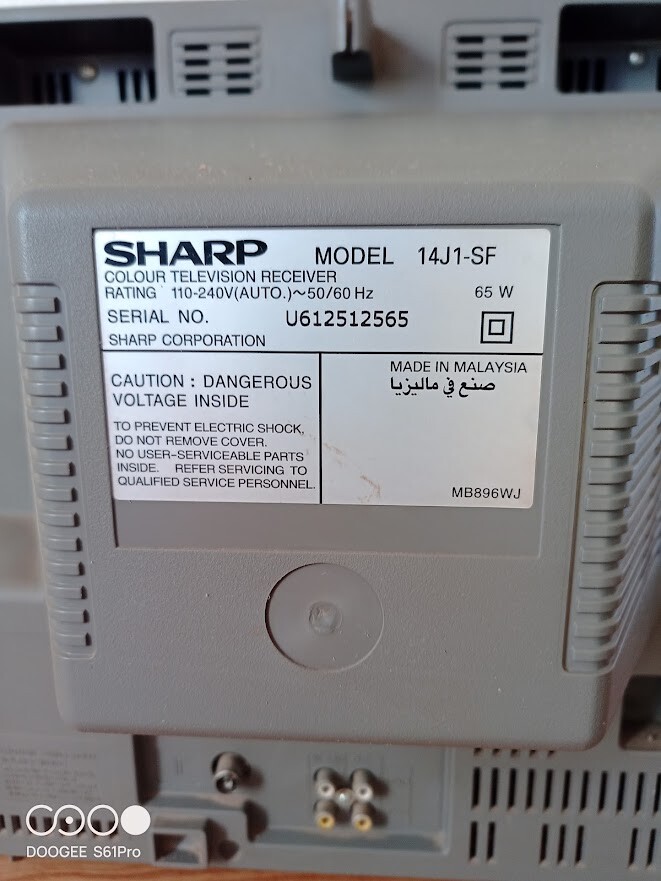 SHARP MODEL 14J1-SF
COLOUR TELEVISION RECEIVER
RATING 110-240V(AUTO.)~50/60 Hz 65 W
SERIAL NO. U612512565
SHARP CORPORATION
CAUTION : DANGEROUS
VOLTAGE INSIDE
TO PREVENT ELECTRIC SHOCK,
DO NOT REMOVE COVER.
NO USER-SERVICEABLE PARTS
INSIDE. REFER SERVICING TO
QUALIFIED SERVICE PERSONNEL.
MADE IN MALAYSIA
صنع في ماليزيا
MB896WJ
DOOGEE S61Pro